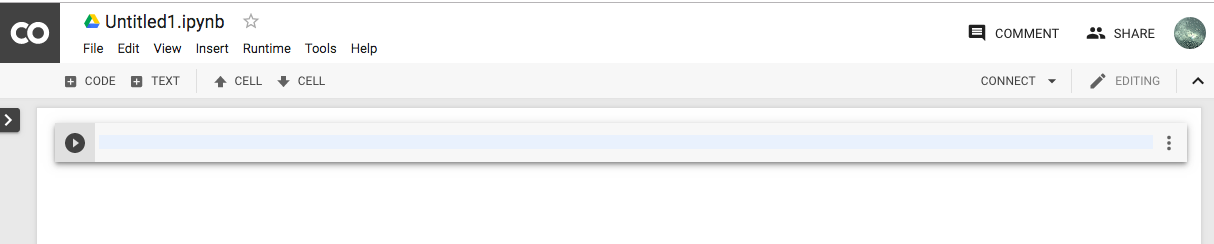 CO Untitled1.ipynb
File Edit View Insert Runtime Tools Help
COMMENT SHARE
CODE TEXT CELL CELL CONNECT EDITING